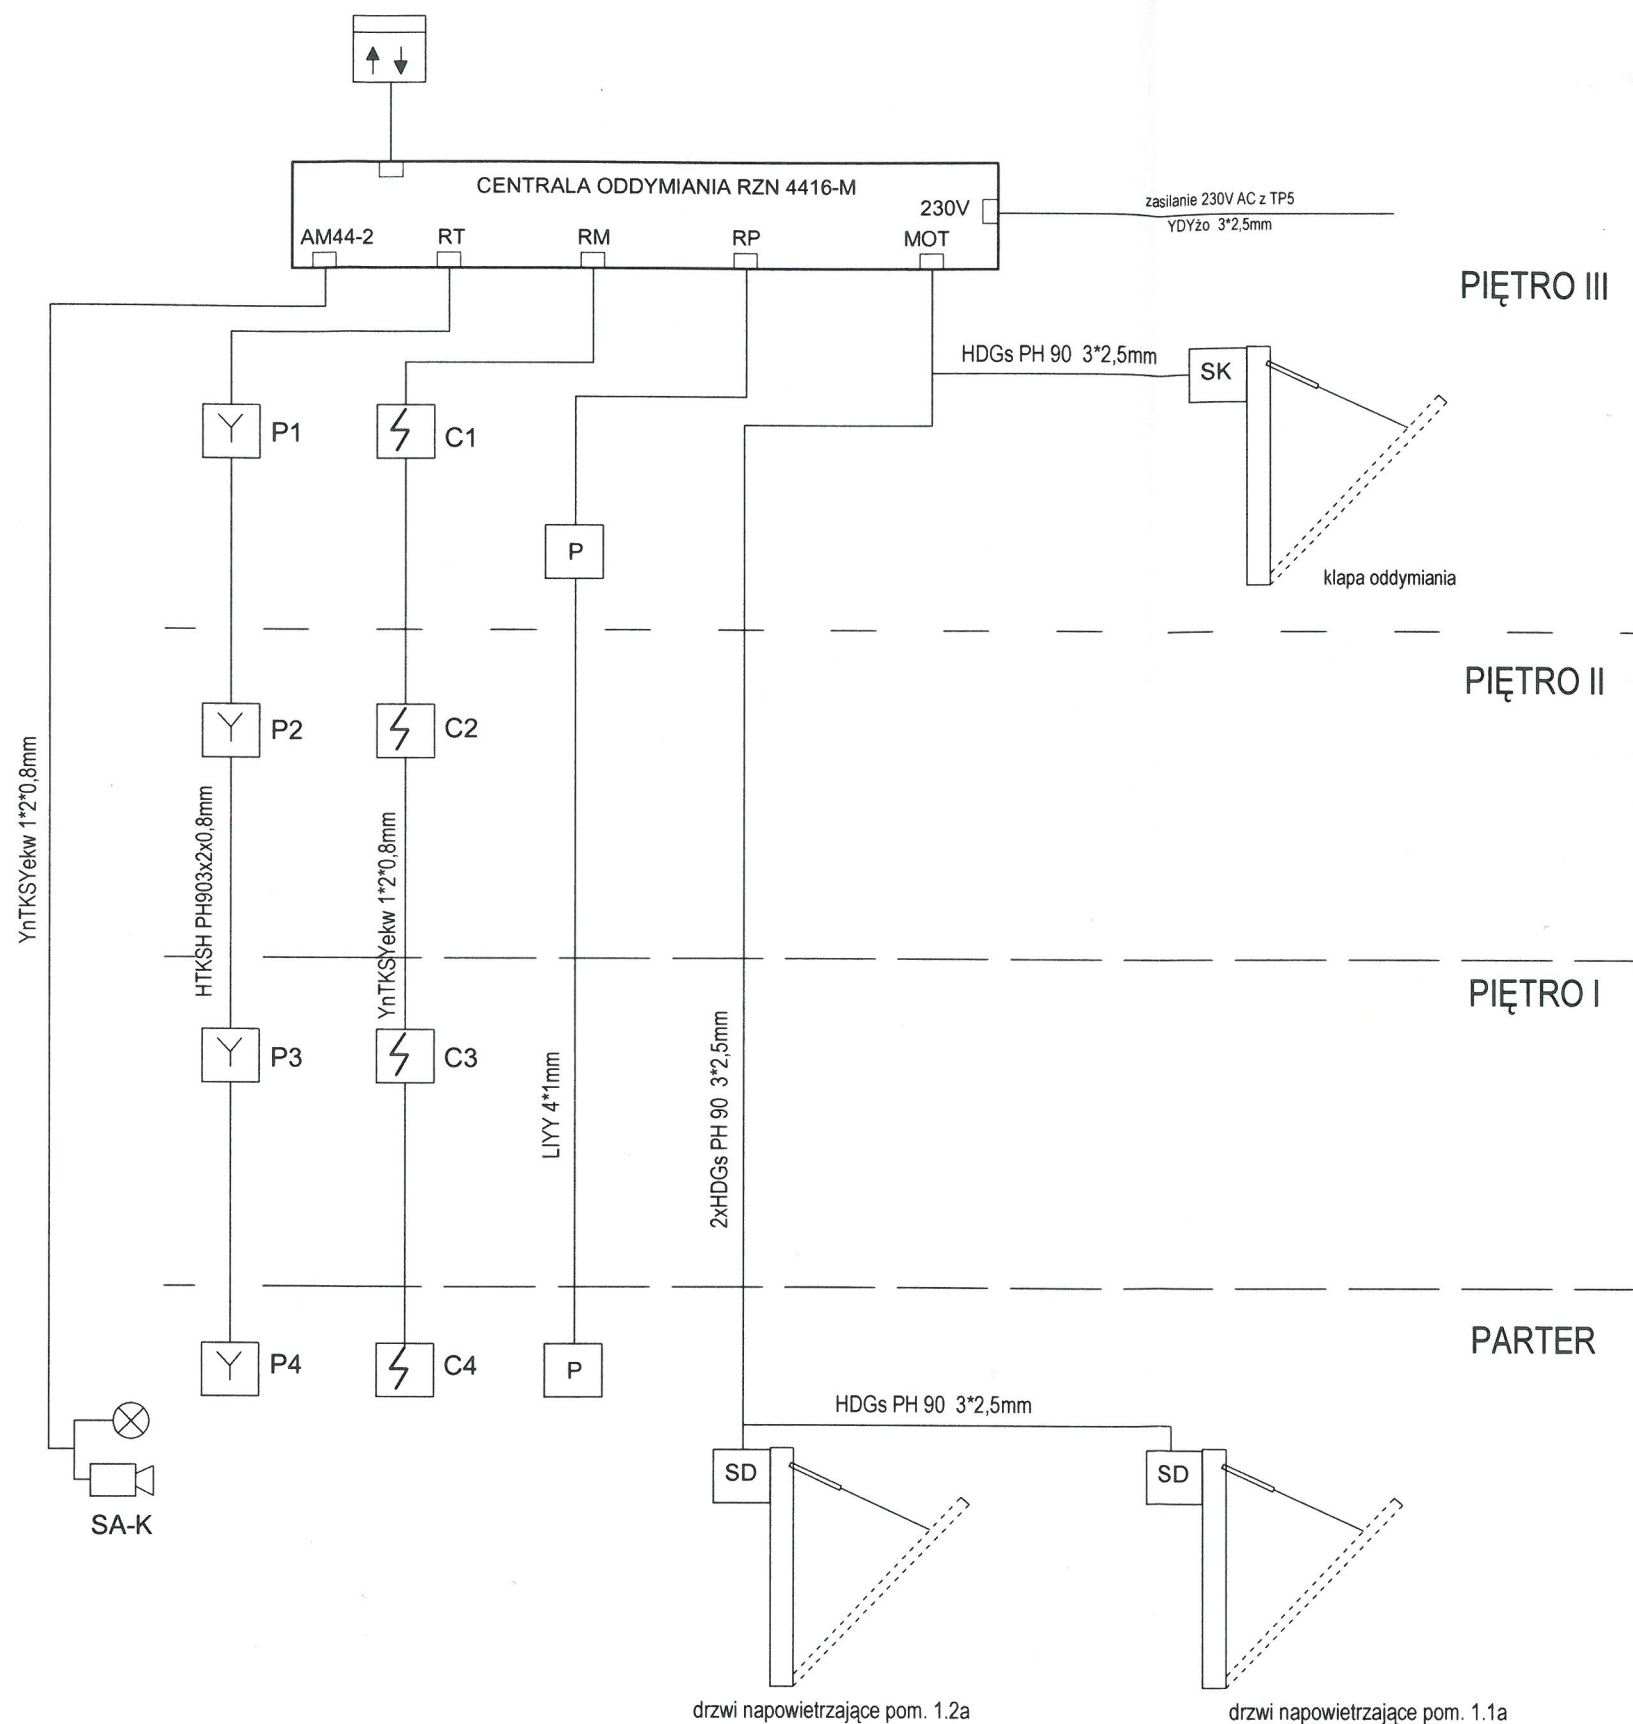 CENTRALA ODDYMIANIA RZN 4416-M
230V
zasilanie 230V AC z TP5
YDYżo 3*2,5mm
AM44-2
RT
RM
RP
MOT
PIĘTRO III
HDGs PH 90 3*2,5mm
SK
P1
C1
P
klapa oddymiania
PIĘTRO II
P2
C2
YnTKSYekw 1*2*0,8mm
HTKSH PH903x2x0,8mm
YnTKSYekw 1*2*0,8mm
PIĘTRO I
P3
C3
LIYY 4*1mm
2xHDGs PH 90 3*2,5mm
PARTER
P4
C4
P
HDGs PH 90 3*2,5mm
SD
SD
SA-K
drzwi napowietrzające pom. 1.2a
drzwi napowietrzające pom. 1.1a